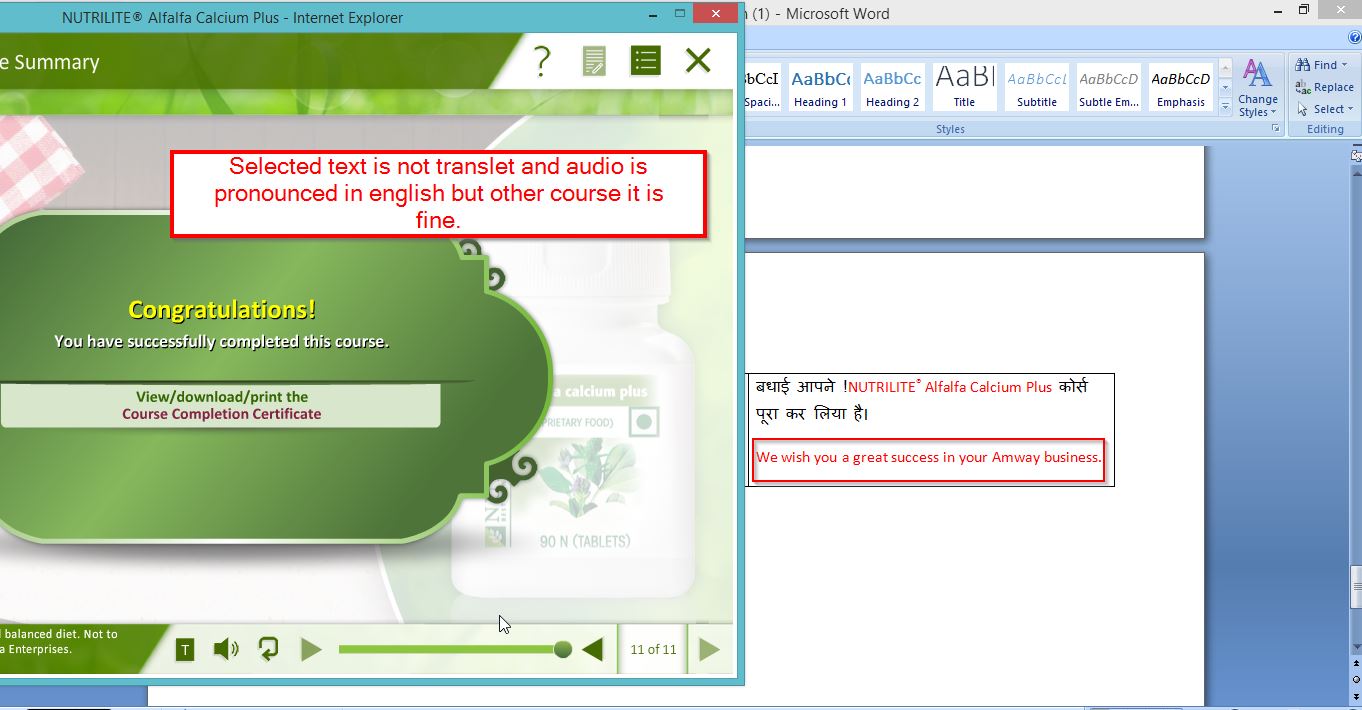 NUTRILITE® Alfalfa Calcium Plus - Internet Explorer
(1) - Microsoft Word
e Summary
?
Selected text is not translet and audio is
pronounced in english but other course it is
fine.
Congratulations!
You have successfully completed this course.
View/download/print the
Course Completion Certificate
a calcium plus
PRIETARY FOOD)
90 N (TABLETS)
balanced diet. Not to
a Enterprises.
T
11 of 11
bCcI AaBbC AaBbCc AaB AaBbCcL AaBbCcD AaBbCcD
Spaci... Heading 1 Heading 2 Title Subtitle Subtle Em... Emphasis
Change
Styles
Styles
Find
Replace
Select
Editing
बधाई आपने !NUTRILITE® Alfalfa Calcium Plus कोर्स
पूरा कर लिया है।
We wish you a great success in your Amway business.